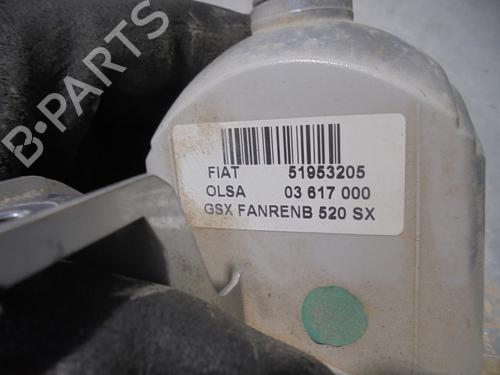 B-PARTS
FIAT 51953205
OLSA 03 617 000
GSX FANRENB 520 SX